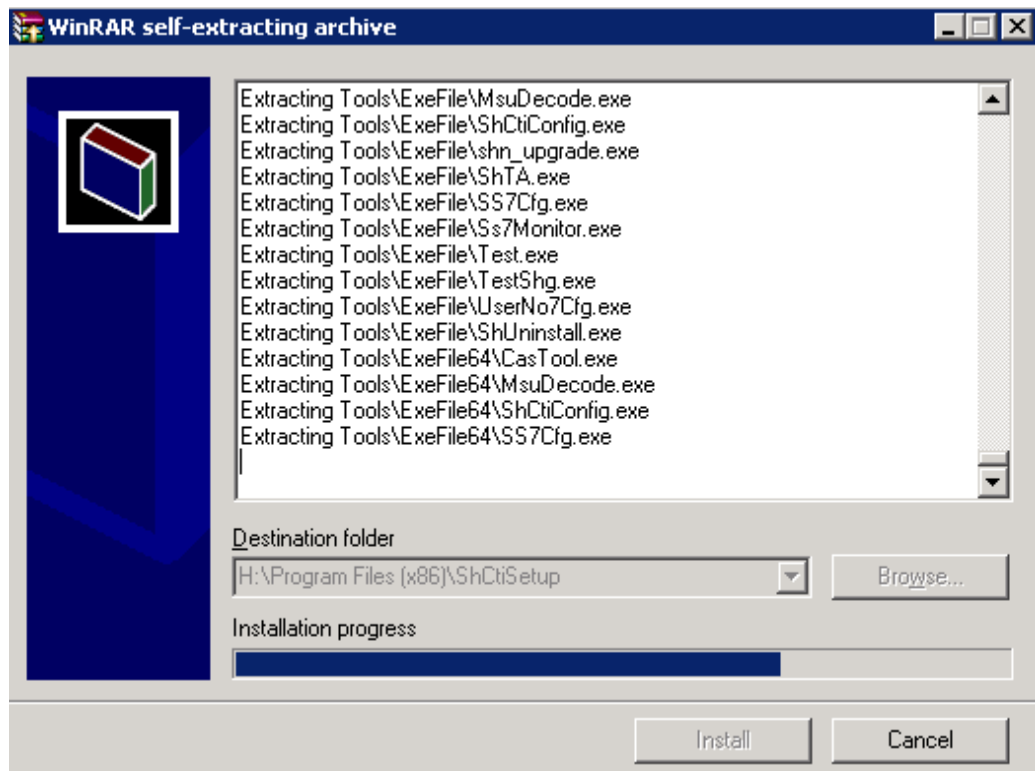 WinRAR self-extracting archive
Extracting Tools\ExeFile\MsuDecode.exe
Extracting Tools\ExeFile\ShCtiConfig.exe
Extracting Tools\ExeFile\shn_upgrade.exe
Extracting Tools\ExeFile\ShTA.exe
Extracting Tools\ExeFile\SS7Cfg.exe
Extracting Tools\ExeFile\Ss7Monitor.exe
Extracting Tools\ExeFile\Test.exe
Extracting Tools\ExeFile\TestShg.exe
Extracting Tools\ExeFile\UserNo7Cfg.exe
Extracting Tools\ExeFile\ShUninstall.exe
Extracting Tools\ExeFile64\CasTool.exe
Extracting Tools\ExeFile64\MsuDecode.exe
Extracting Tools\ExeFile64\ShCtiConfig.exe
Extracting Tools\ExeFile64\SS7Cfg.exe
Destination folder
H:\Program Files (x86)\ShCtiSetup
Browse...
Installation progress
Install
Cancel